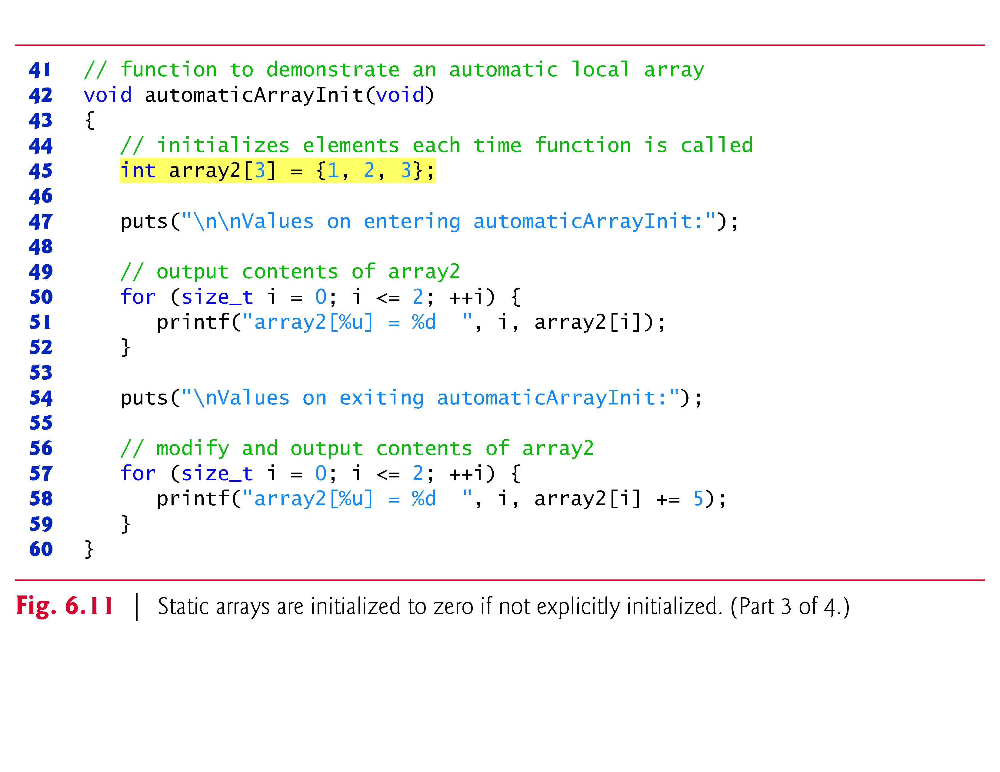 41 // function to demonstrate an automatic local array
42 void automaticArrayInit(void)
43 {
44    // initializes elements each time function is called
45    int array2[3] = {1, 2, 3};
46
47    puts("\n\nValues on entering automaticArrayInit:");
48
49    // output contents of array2
50    for (size_t i = 0; i <= 2; ++i) {
51       printf("array2[%u] = %d  ", i, array2[i]);
52    }
53
54    puts("\nValues on exiting automaticArrayInit:");
55
56    // modify and output contents of array2
57    for (size_t i = 0; i <= 2; ++i) {
58       printf("array2[%u] = %d  ", i, array2[i] += 5);
59    }
60 }
Fig. 6.11 | Static arrays are initialized to zero if not explicitly initialized. (Part 3 of 4.)